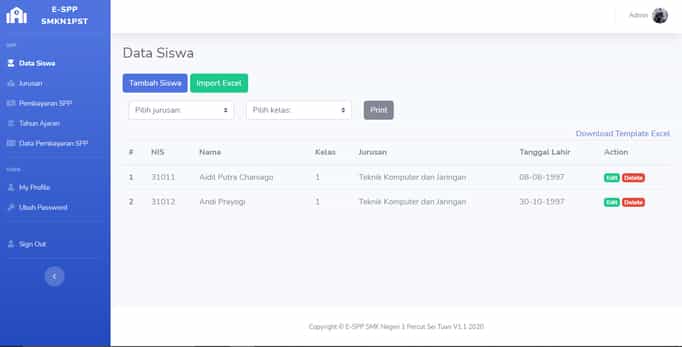 E-SPP
SMKN1PST
SPP
Data Siswa
Jurusan
Pembayaran SPP
Tahun Ajaran
Data Pembayaran SPP
My Profile
Ubah Password
Sign Out
Admin
Data Siswa
Tambah Siswa Import Excel
Pilih jurusan: Pilih kelas: Print
Download Template Excel
# NIS Nama Kelas Jurusan Tanggal Lahir Action
1 31011 Aidil Putra Chaniago 1 Teknik Komputer dan Jaringan 08-08-1997 Edit Delete
2 31012 Andi Prayogi 1 Teknik Komputer dan Jaringan 30-10-1997 Edit Delete
Copyright © E-SPP SMK Negeri 1 Percut Sei Tuan V1.1 2020